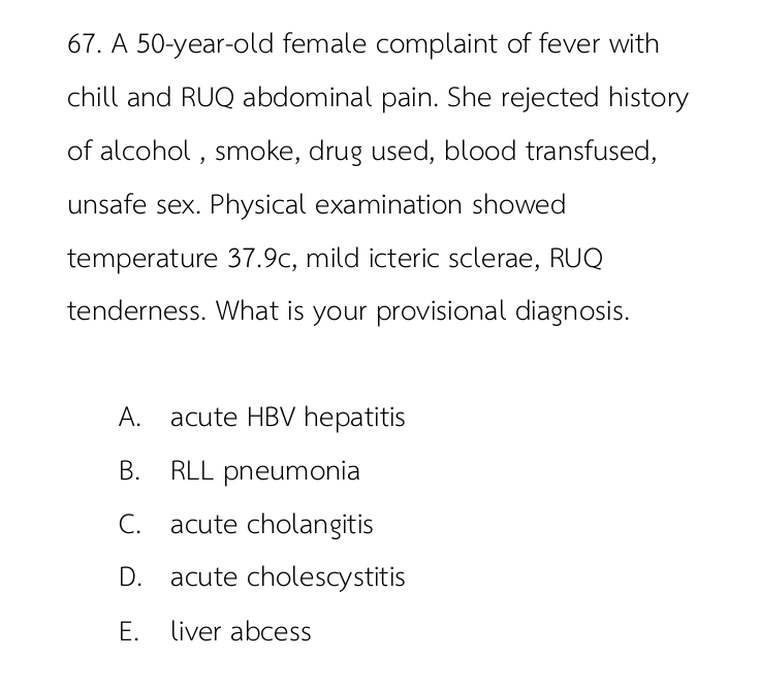 67. A 50-year-old female complaint of fever with
chill and RUQ abdominal pain. She rejected history
of alcohol , smoke, drug used, blood transfused,
unsafe sex. Physical examination showed
temperature 37.9c, mild icteric sclerae, RUQ
tenderness. What is your provisional diagnosis.
A. acute HBV hepatitis
B. RLL pneumonia
C. acute cholangitis
D. acute cholescystitis
E. liver abcess